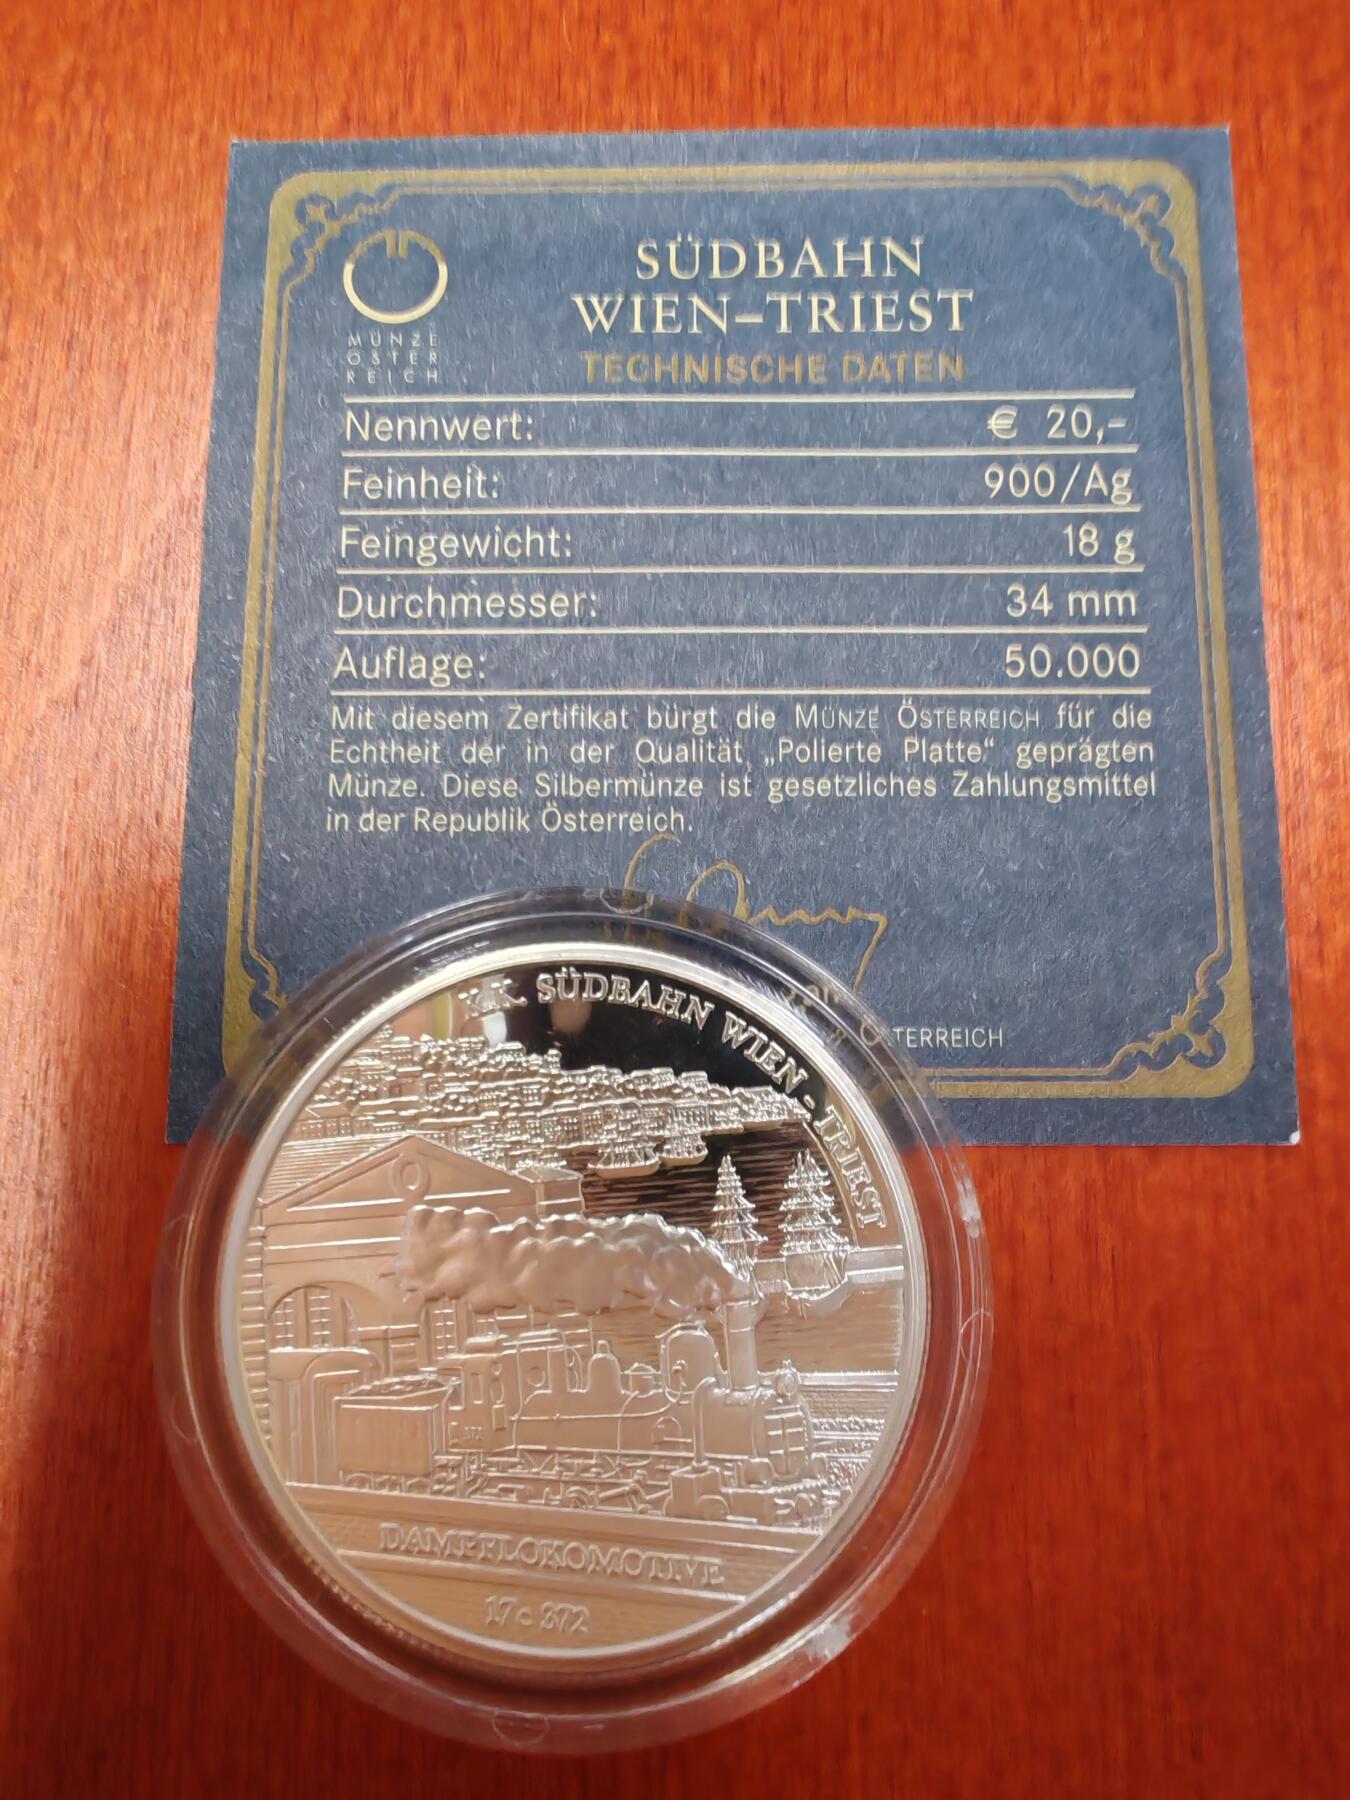 MÜNZE
ÖSTER
REICH
SÜDBAHN
WIEN–TRIEST
TECHNISCHE DATEN
Nennwert: € 20,-
Feinheit: 900/Ag
Feingewicht: 18 g
Durchmesser: 34 mm
Auflage: 50.000
Mit diesem Zertifikat bürgt die MÜNZE ÖSTERREICH für die
Echtheit der in der Qualität „Polierte Platte“ geprägten
Münze. Diese Silbermünze ist gesetzliches Zahlungsmittel
in der Republik Österreich.
ÖSTERREICH
K.K. SÜDBAHN WIEN - TRIEST
DAMPFLOKOMOTIVE
17c 372